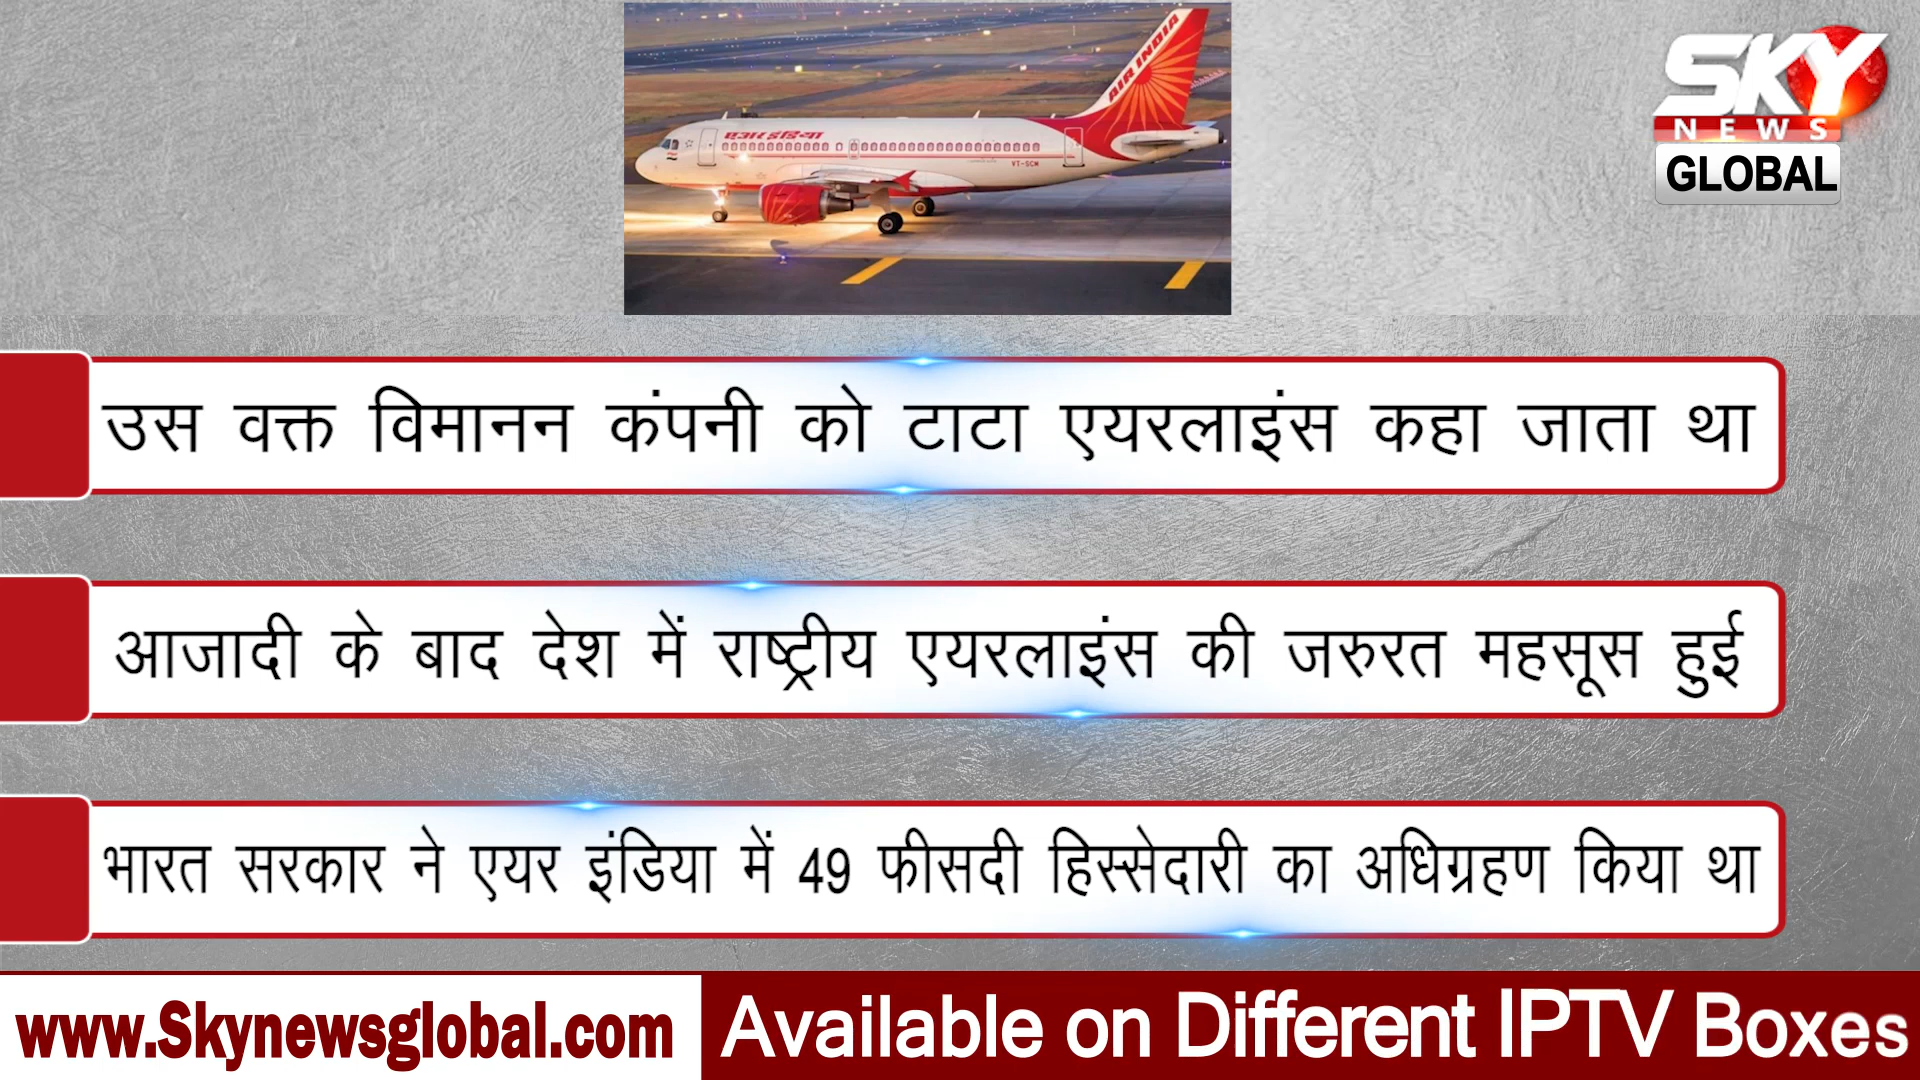 AIR INDIA
एअर इंडिया
VT-SCN
SKY
NEWS
GLOBAL
उस वक्त विमानन कंपनी को टाटा एयरलाइंस कहा जाता था
आजादी के बाद देश में राष्ट्रीय एयरलाइंस की जरुरत महसूस हुई
भारत सरकार ने एयर इंडिया में 49 फीसदी हिस्सेदारी का अधिग्रहण किया था
www.Skynewsglobal.com
Available on Different IPTV Boxes